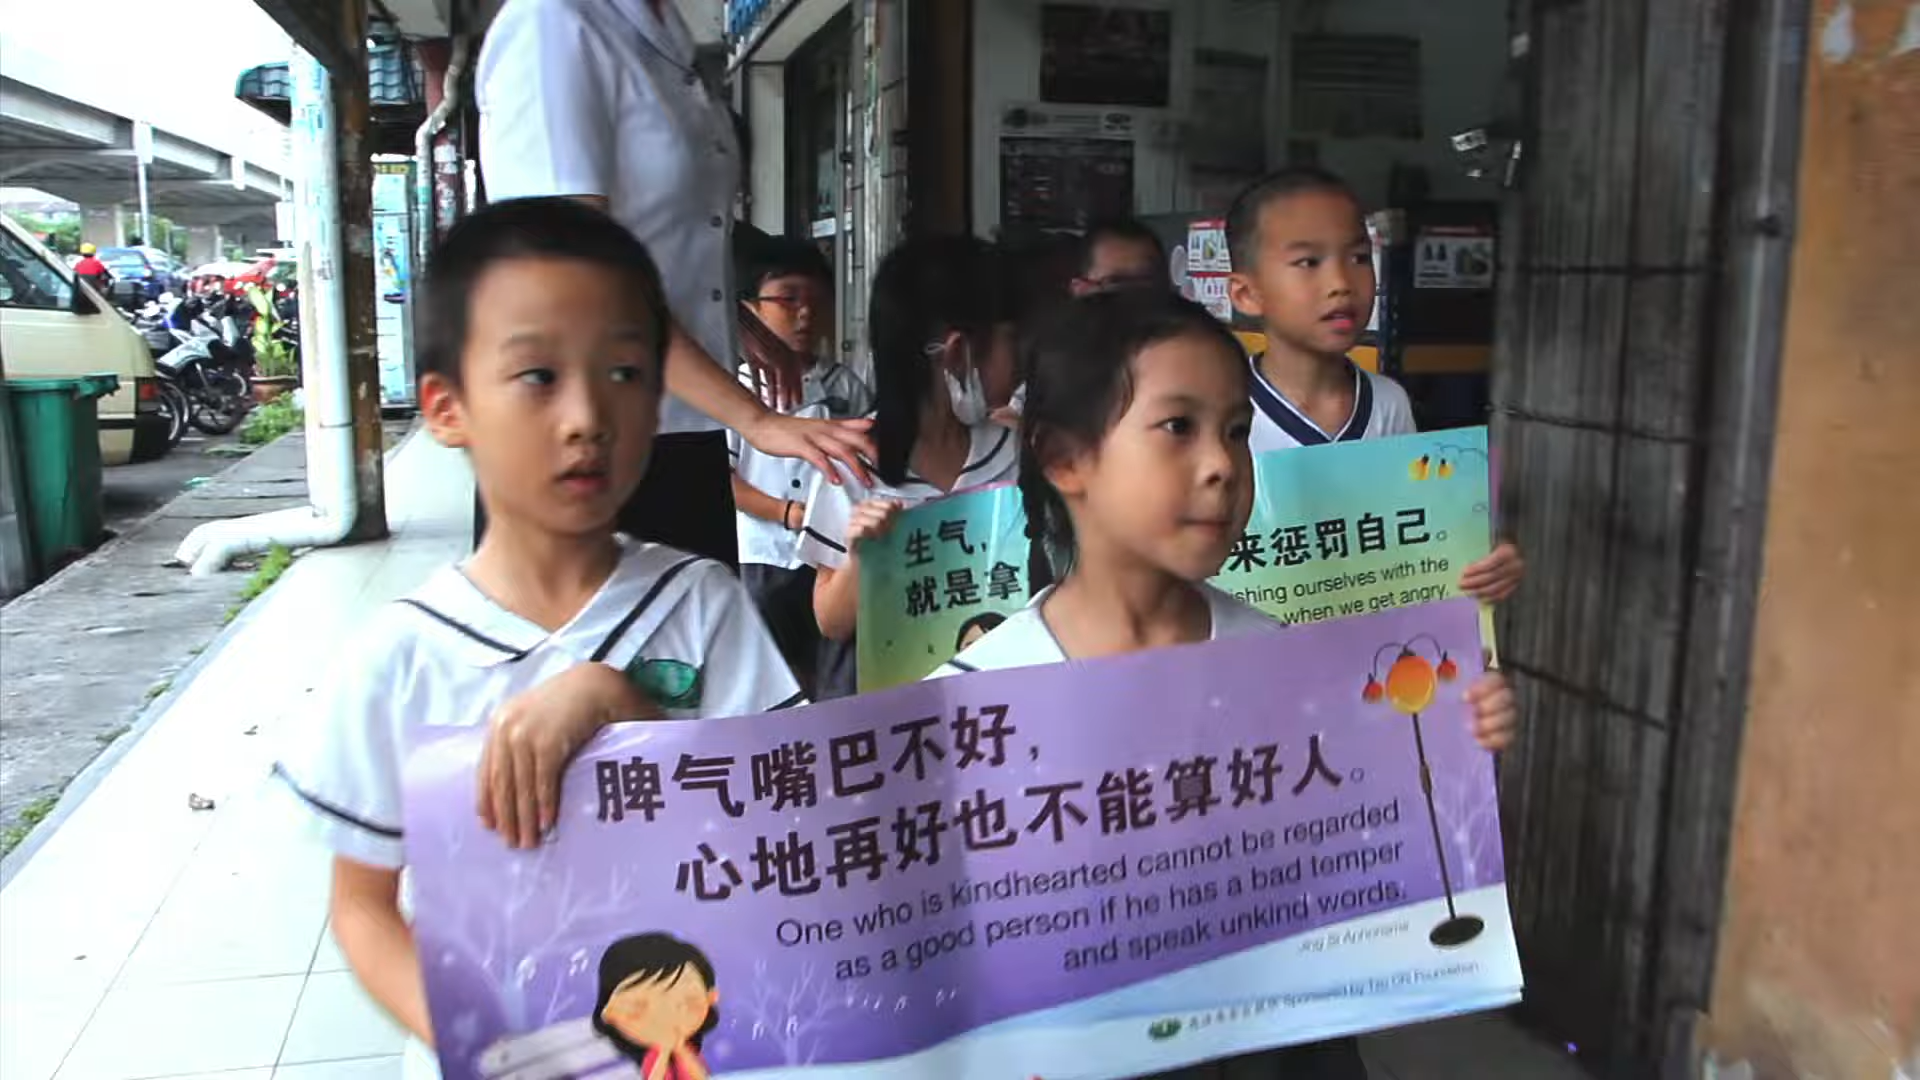 生气，
就是拿
来惩罚自己。
ishing ourselves with the
when we get angry.
脾气嘴巴不好，
心地再好也不能算好人。
One who is kindhearted cannot be regarded
as a good person if he has a bad temper
and speak unkind words.
Jing Si Aphorisms
Sponsored by Tzu Chi Foundation